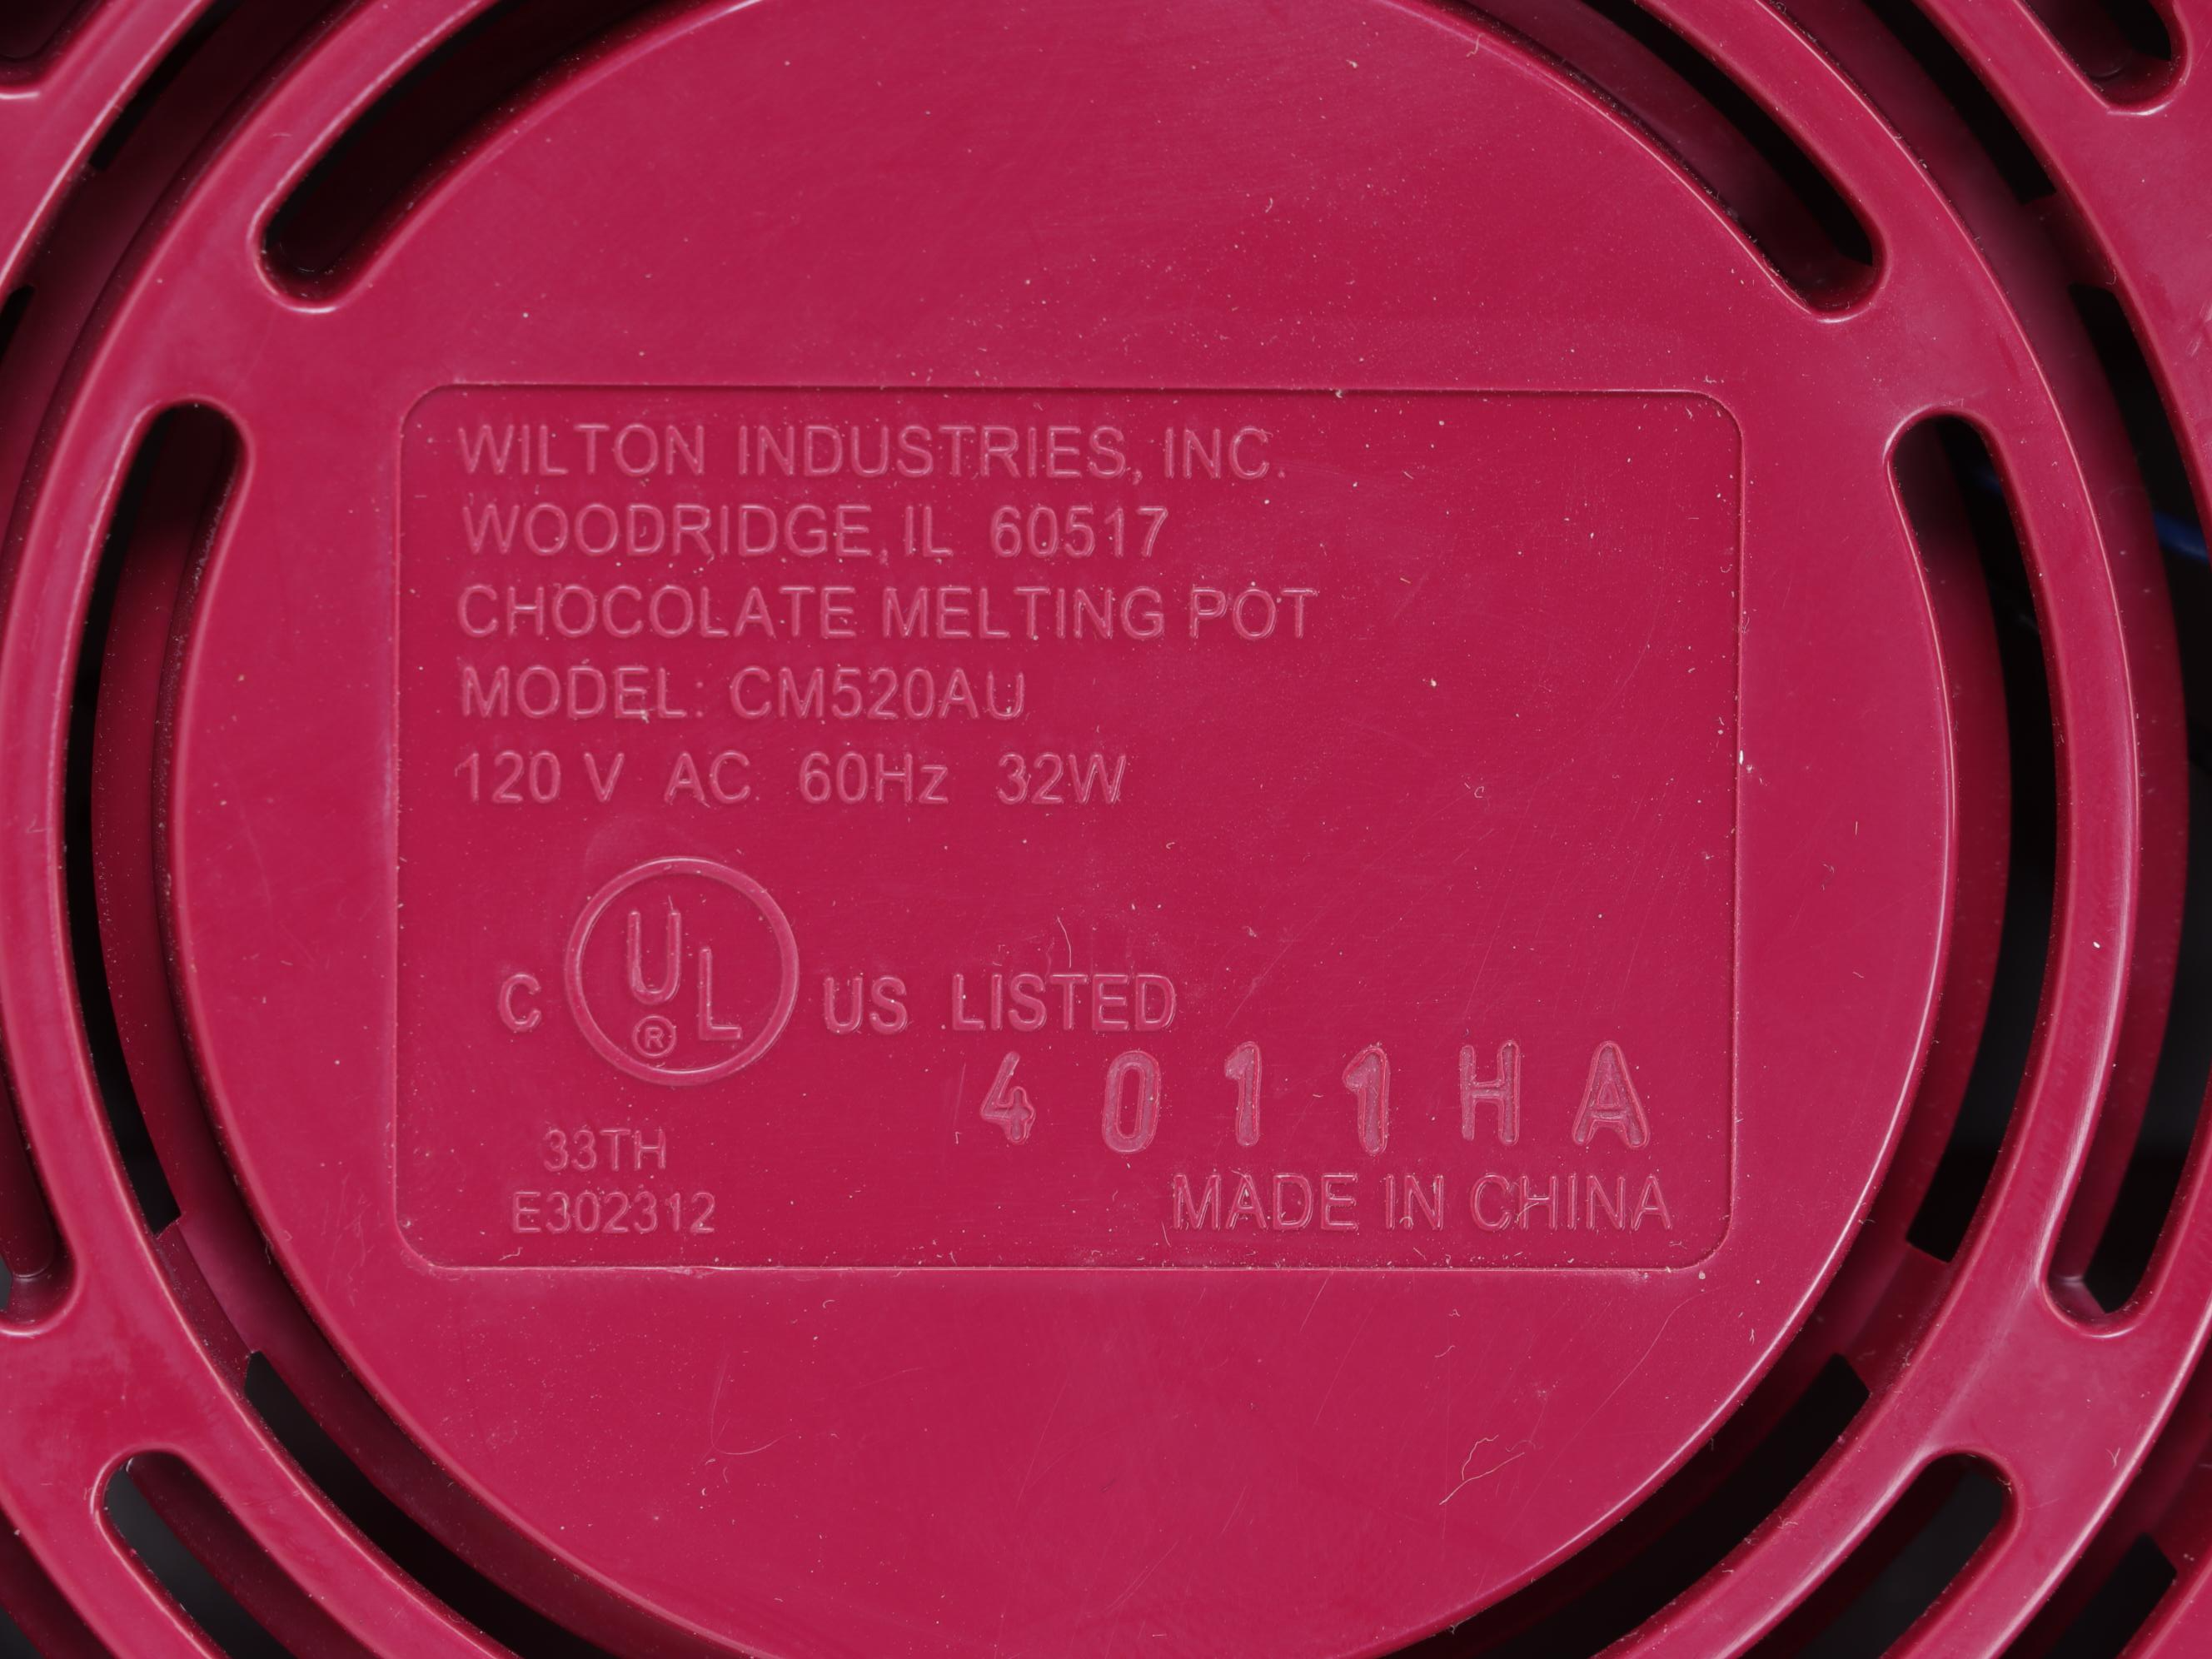 WILTON INDUSTRIES, INC.
WOODRIDGE, IL 60517
CHOCOLATE MELTING POT
MODEL: CM520AU
120 V AC 60Hz 32W
C UL® US LISTED
4011HA
33TH
E302312
MADE IN CHINA